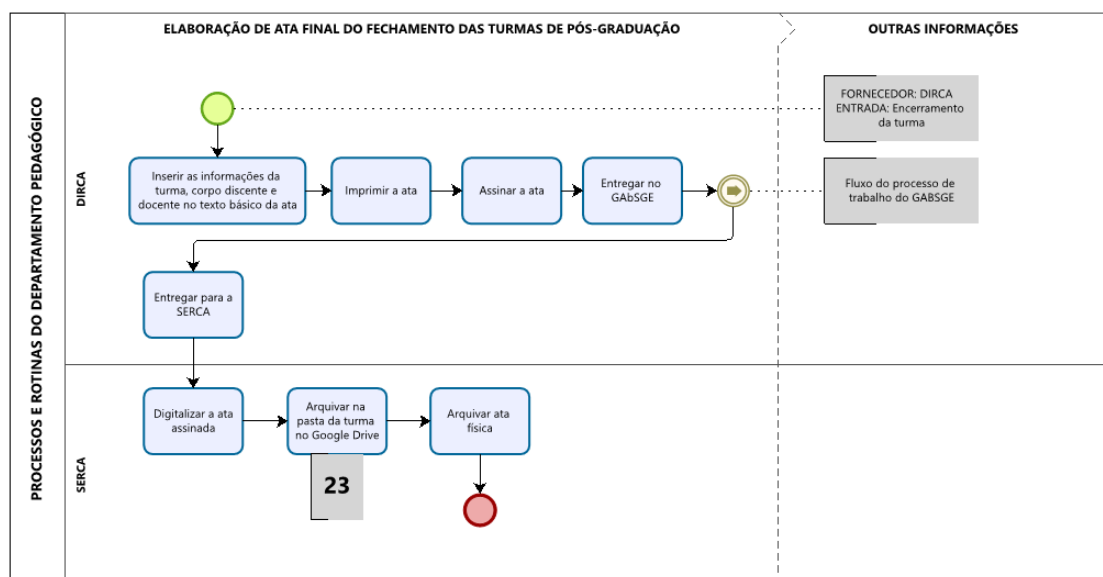 PROCESSOS E ROTINAS DO DEPARTAMENTO PEDAGÓGICO
ELABORAÇÃO DE ATA FINAL DO FECHAMENTO DAS TURMAS DE PÓS-GRADUAÇÃO
OUTRAS INFORMAÇÕES
DIRCA
FORNECEDOR: DIRCA
ENTRADA: Encerramento
da turma
Inserir as informações da
turma, corpo discente e
docente no texto básico da ata
Imprimir a ata
Assinar a ata
Entregar no
GAbSGE
Fluxo do processo de
trabalho do GABSGE
Entregar para a
SERCA
SERCA
Digitalizar a ata
assinada
Arquivar na
pasta da turma
no Google Drive
Arquivar ata
física
23